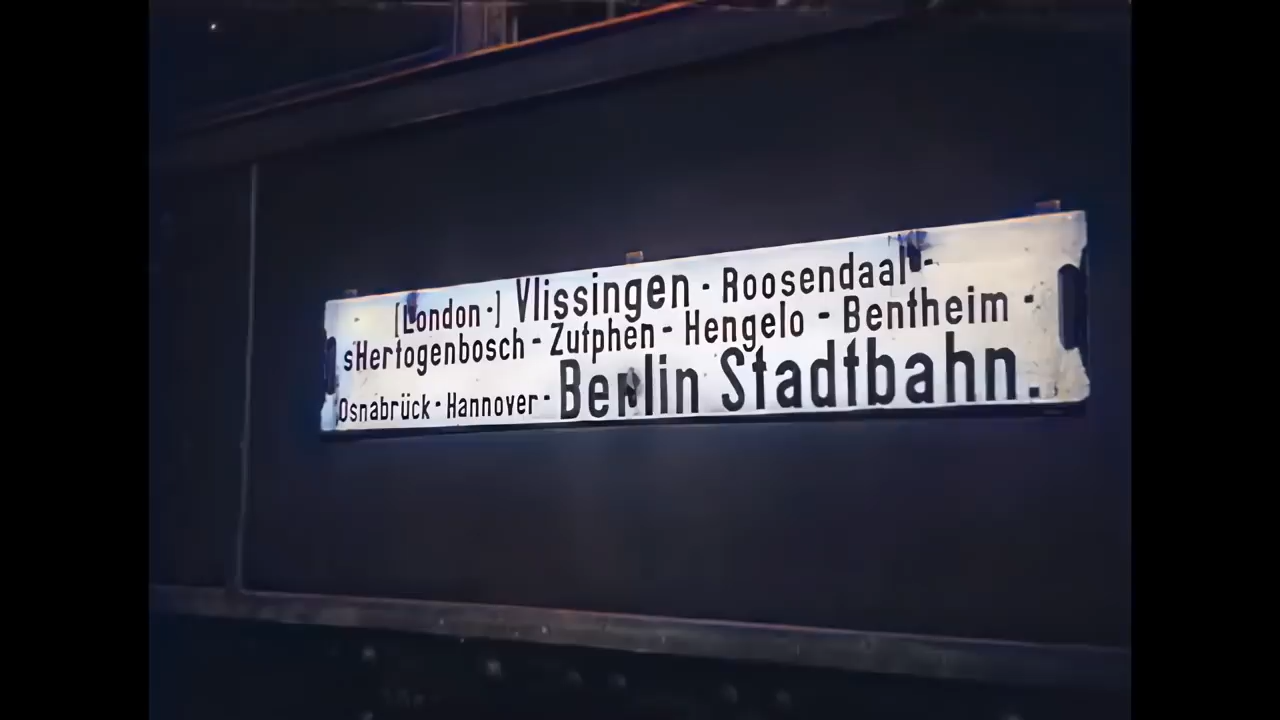 [London-] Vlissingen - Roosendaal -
sHertogenbosch - Zutphen - Hengelo - Bentheim -
Osnabrück - Hannover - Berlin Stadtbahn.